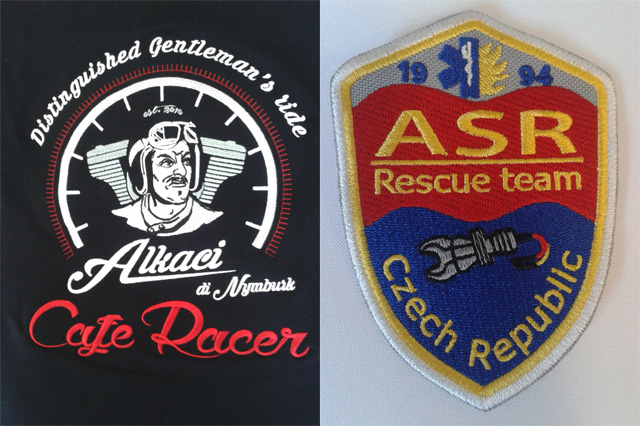 Distinguished Gentleman's ride
est. 2016
Alkaci
di Nymburk
Cafe Racer
19 94
ASR
Rescue team
Czech Republic